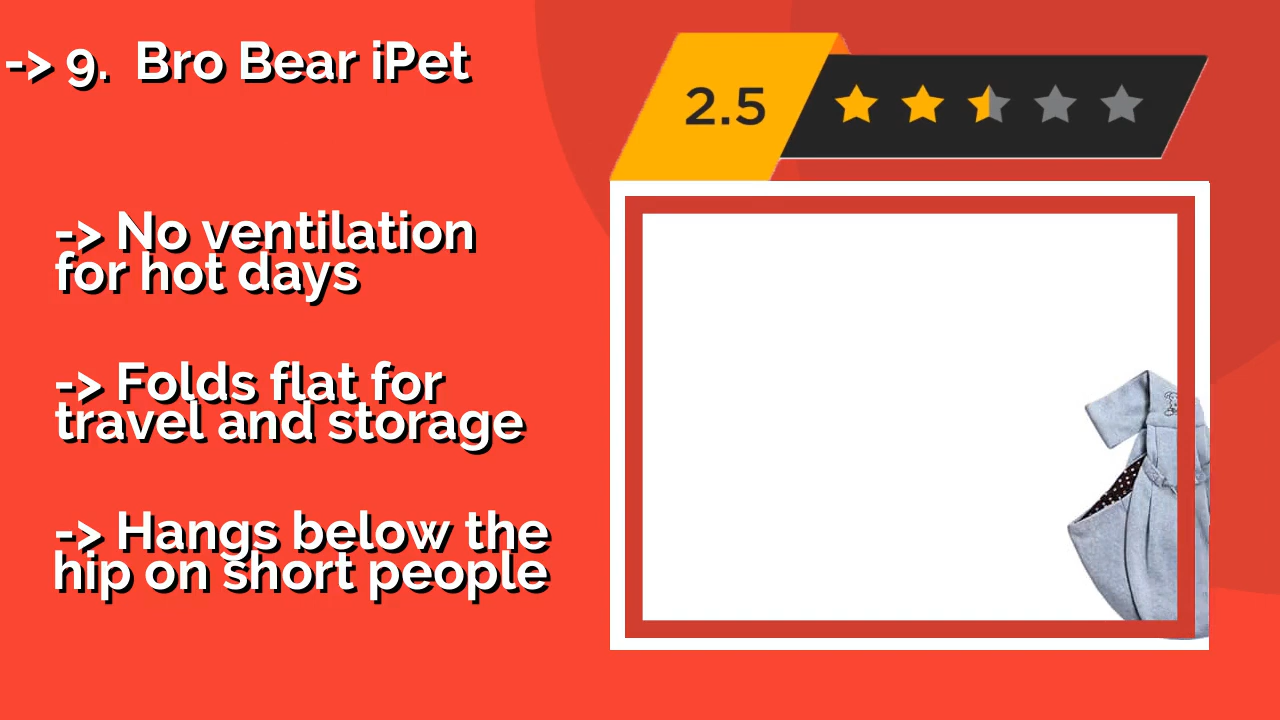 -> 9.  Bro Bear iPet
2.5
-> No ventilation
for hot days
-> Folds flat for
travel and storage
-> Hangs below the
hip on short people